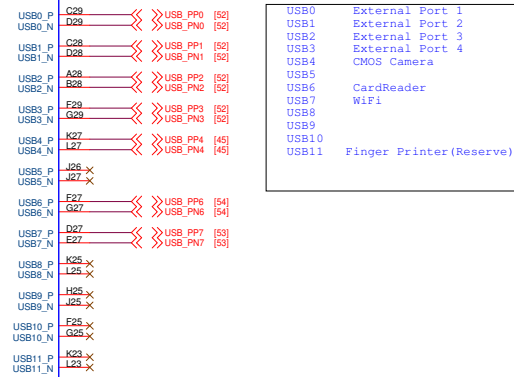 USB0_P C29 USB_PP0 [52]
USB0_N D29 USB_PN0 [52]
USB1_P C28 USB_PP1 [52]
USB1_N D28 USB_PN1 [52]
USB2_P A28 USB_PP2 [52]
USB2_N B28 USB_PN2 [52]
USB3_P F29 USB_PP3 [52]
USB3_N G29 USB_PN3 [52]
USB4_P K27 USB_PP4 [45]
USB4_N L27 USB_PN4 [45]
USB5_P J26
USB5_N J27
USB6_P F27 USB_PP6 [54]
USB6_N G27 USB_PN6 [54]
USB7_P D27 USB_PP7 [53]
USB7_N E27 USB_PN7 [53]
USB8_P K25
USB8_N L25
USB9_P H25
USB9_N J25
USB10_P F25
USB10_N G25
USB11_P K23
USB11_N L23
USB0 External Port 1
USB1 External Port 2
USB2 External Port 3
USB3 External Port 4
USB4 CMOS Camera
USB5
USB6 CardReader
USB7 WiFi
USB8
USB9
USB10
USB11 Finger Printer(Reserve)